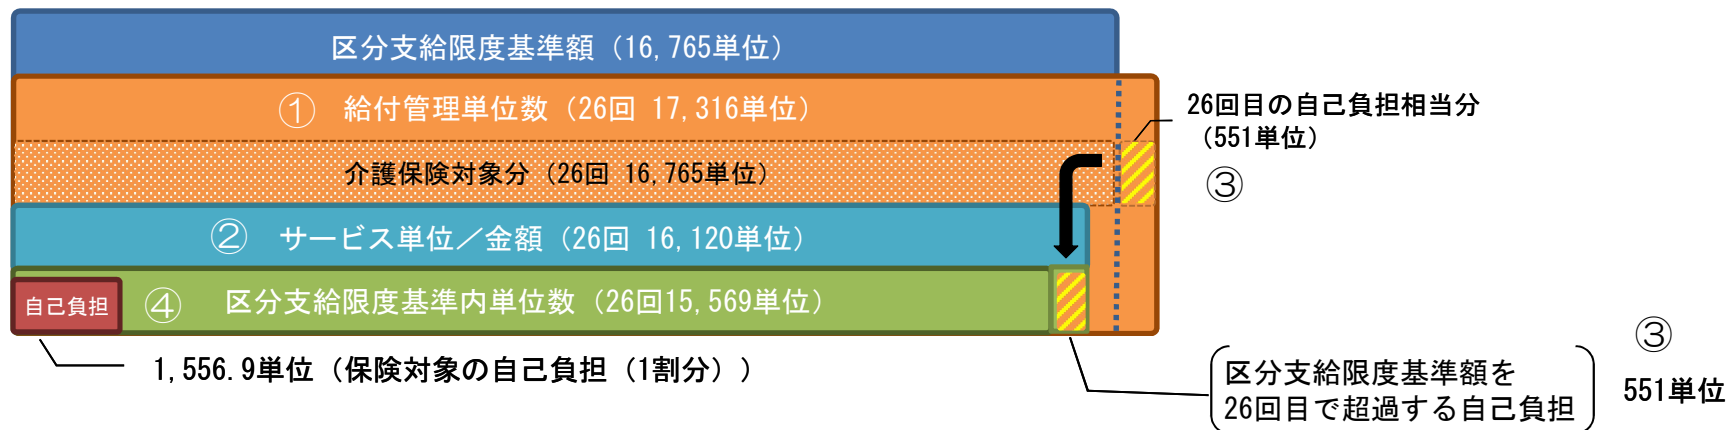 区分支給限度基準額（16,765単位）
① 給付管理単位数（26回 17,316単位）
26回目の自己負担相当分
（551単位）
③
介護保険対象分（26回 16,765単位）
② サービス単位／金額（26回 16,120単位）
自己負担
④ 区分支給限度基準内単位数（26回15,569単位）
1,556.9単位（保険対象の自己負担（1割分））
区分支給限度基準額を
26回目で超過する自己負担
③
551単位